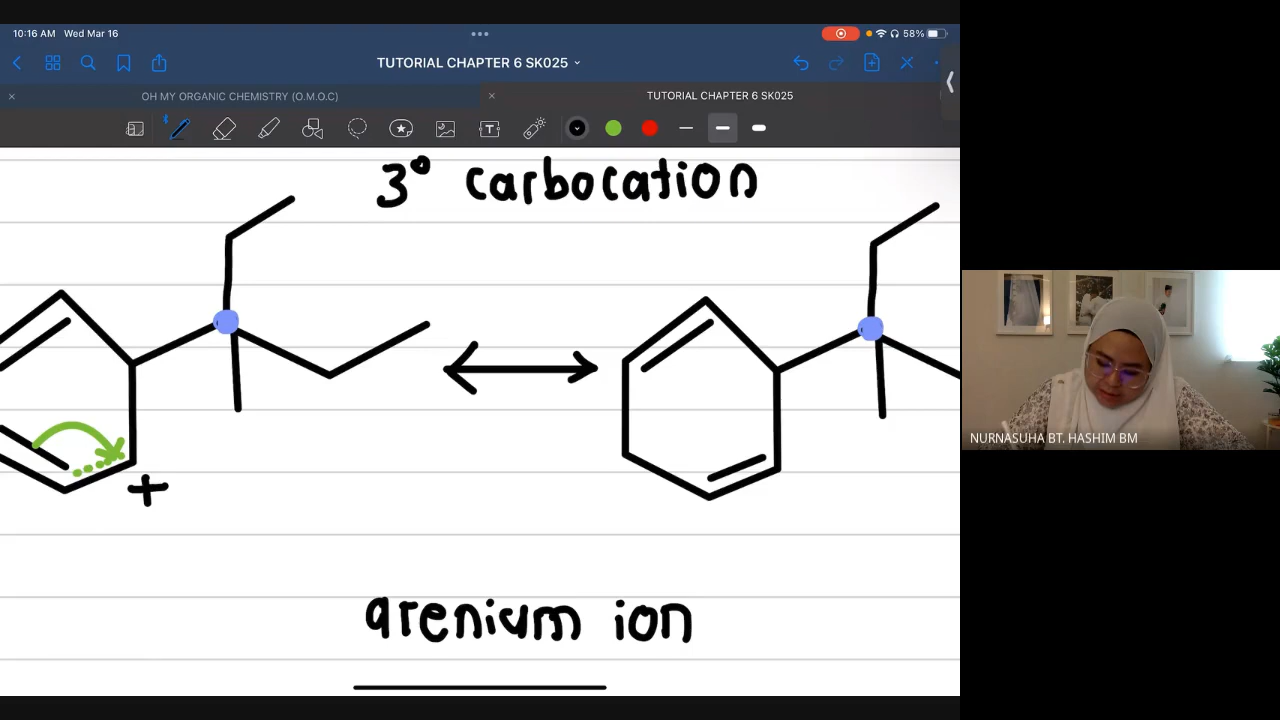 10:16 AM Wed Mar 16
58%
TUTORIAL CHAPTER 6 SK025
OH MY ORGANIC CHEMISTRY (O.M.O.C)
TUTORIAL CHAPTER 6 SK025
3° carbocation
+
arenium ion
NURNASUHA BT. HASHIM BM